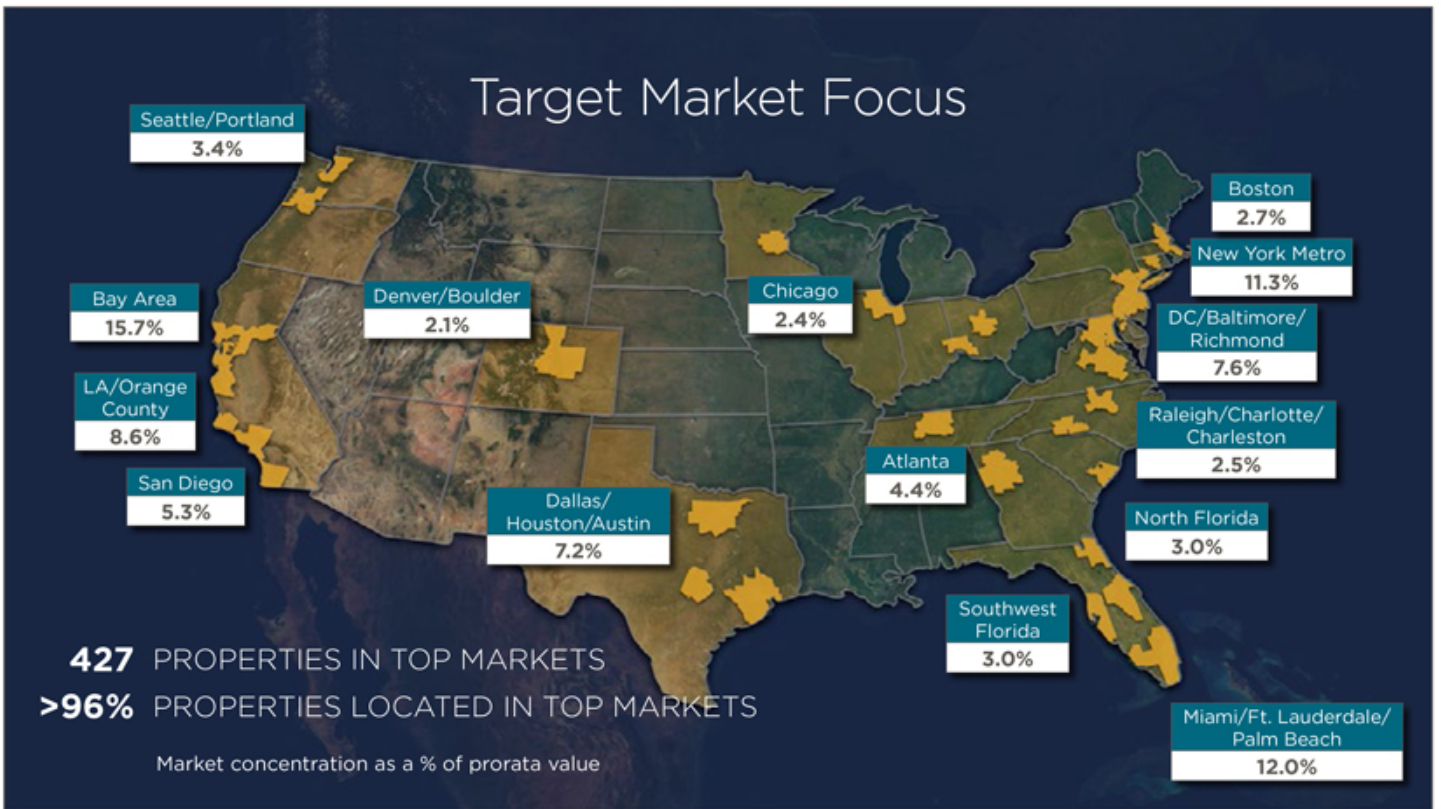 Target Market Focus
Seattle/Portland
3.4%
Boston
2.7%
New York Metro
11.3%
Bay Area
15.7%
Denver/Boulder
2.1%
Chicago
2.4%
DC/Baltimore/
Richmond
7.6%
LA/Orange
County
8.6%
Raleigh/Charlotte/
Charleston
2.5%
Atlanta
4.4%
San Diego
5.3%
Dallas/
Houston/Austin
7.2%
North Florida
3.0%
Southwest
Florida
3.0%
427 PROPERTIES IN TOP MARKETS
>96% PROPERTIES LOCATED IN TOP MARKETS
Miami/Ft. Lauderdale/
Palm Beach
12.0%
Market concentration as a % of prorata value